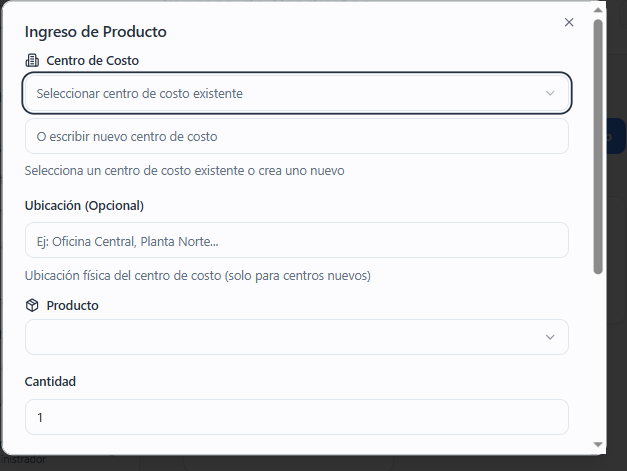 Ingreso de Producto
Centro de Costo
Seleccionar centro de costo existente
O escribir nuevo centro de costo
Selecciona un centro de costo existente o crea uno nuevo
Ubicación (Opcional)
Ej: Oficina Central, Planta Norte...
Ubicación física del centro de costo (solo para centros nuevos)
Producto
Cantidad
1